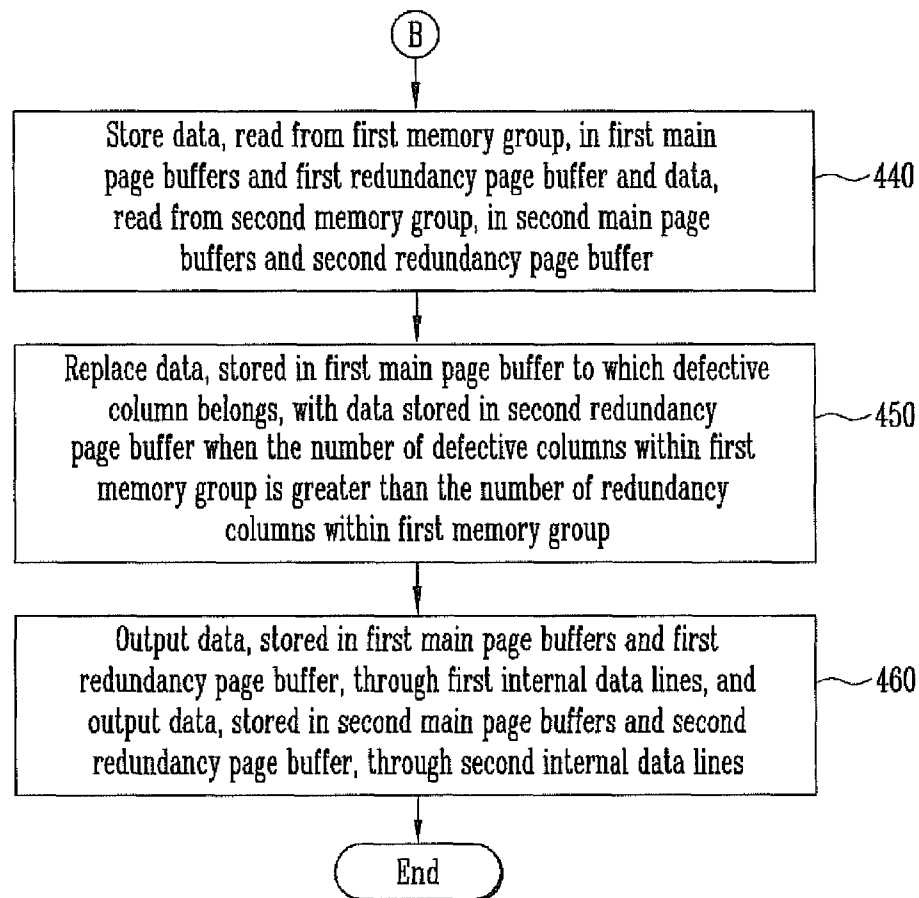 B
Store data, read from first memory group, in first main
page buffers and first redundancy page buffer and data,
read from second memory group, in second main page
buffers and second redundancy page buffer
440
Replace data, stored in first main page buffer to which defective
column belongs, with data stored in second redundancy
page buffer when the number of defective columns within first
memory group is greater than the number of redundancy
columns within first memory group
450
Output data, stored in first main page buffers and first
redundancy page buffer, through first internal data lines, and
output data, stored in second main page buffers and second
redundancy page buffer, through second internal data lines
460
End